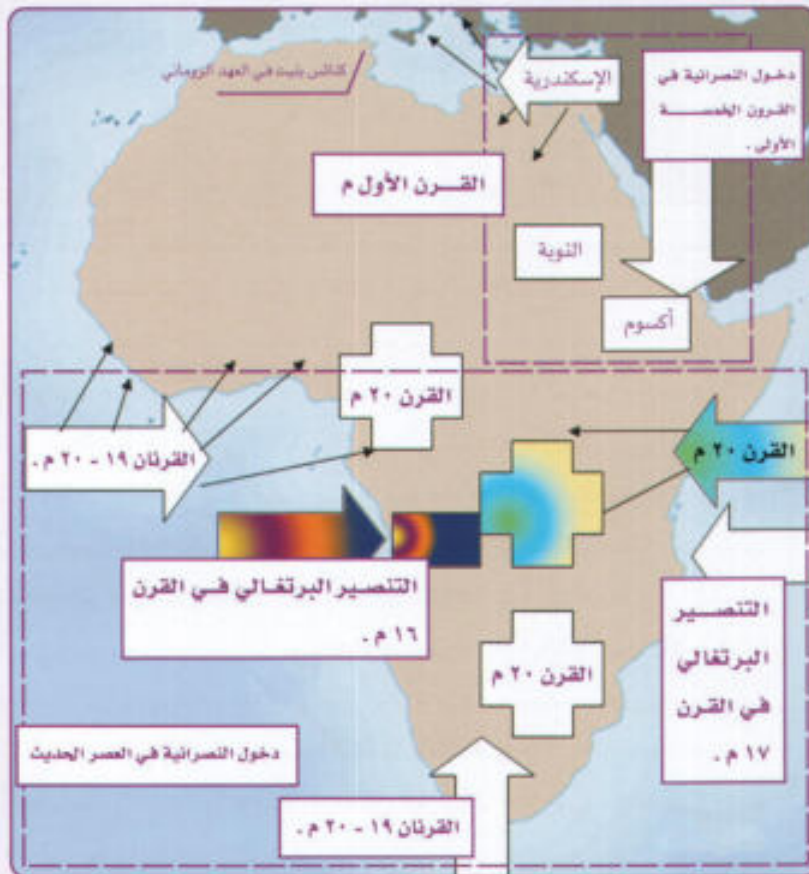 كنائس بنيت في العهد الروماني
الإسكندرية
دخول النصرانية في
القرون الخمسة
الأولى .
القرن الأول م
النوبة
أكسوم
القرن ٢٠ م
القرنان ١٩ - ٢٠ م .
القرن ٢٠ م
التنصير البرتغالي في القرن
١٦ م .
التنصير
البرتغالي
في القرن
١٧ م .
القرن ٢٠ م
دخول النصرانية في العصر الحديث
القرنان ١٩ - ٢٠ م .